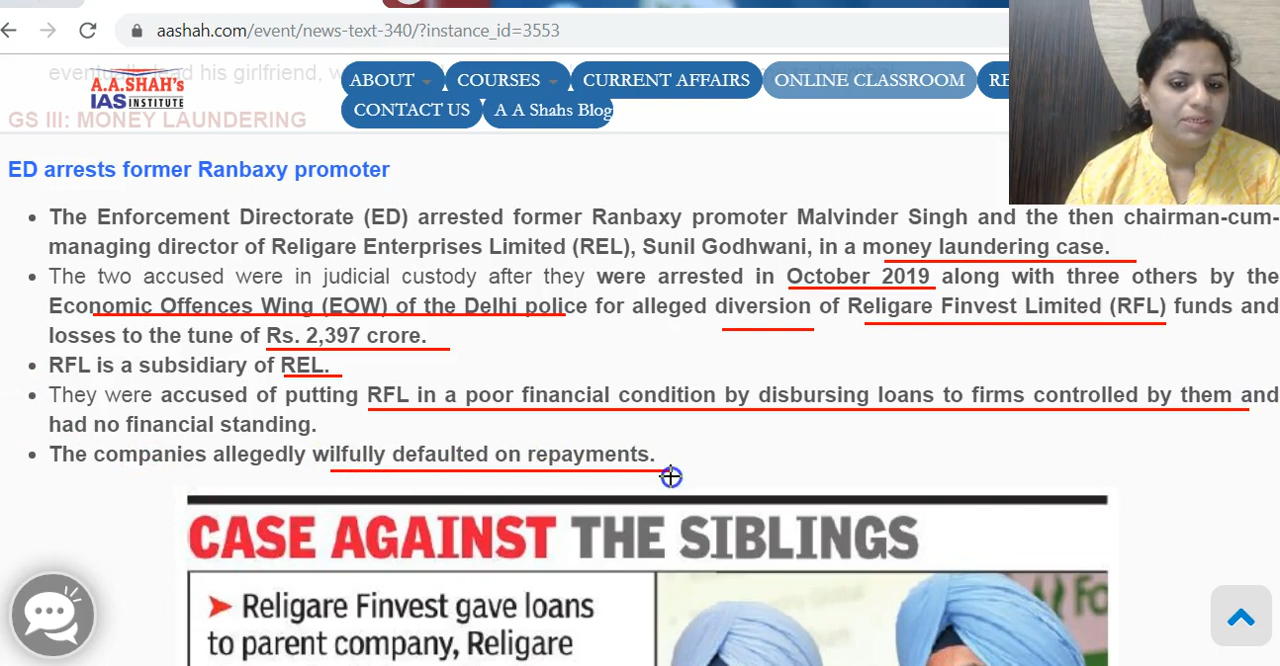 aashah.com/event/news-text-340/?instance_id=3553
eventually lead his girlfriend,
A.A.SHAH's
IAS INSTITUTE
ABOUT COURSES CURRENT AFFAIRS ONLINE CLASSROOM RE
CONTACT US A A Shahs Blog
GS III: MONEY LAUNDERING
ED arrests former Ranbaxy promoter
• The Enforcement Directorate (ED) arrested former Ranbaxy promoter Malvinder Singh and the then chairman-cum-
managing director of Religare Enterprises Limited (REL), Sunil Godhwani, in a money laundering case.
• The two accused were in judicial custody after they were arrested in October 2019 along with three others by the
Economic Offences Wing (EOW) of the Delhi police for alleged diversion of Religare Finvest Limited (RFL) funds and
losses to the tune of Rs. 2,397 crore.
• RFL is a subsidiary of REL.
• They were accused of putting RFL in a poor financial condition by disbursing loans to firms controlled by them and
had no financial standing.
• The companies allegedly wilfully defaulted on repayments.
CASE AGAINST THE SIBLINGS
➤ Religare Finvest gave loans
to parent company, Religare